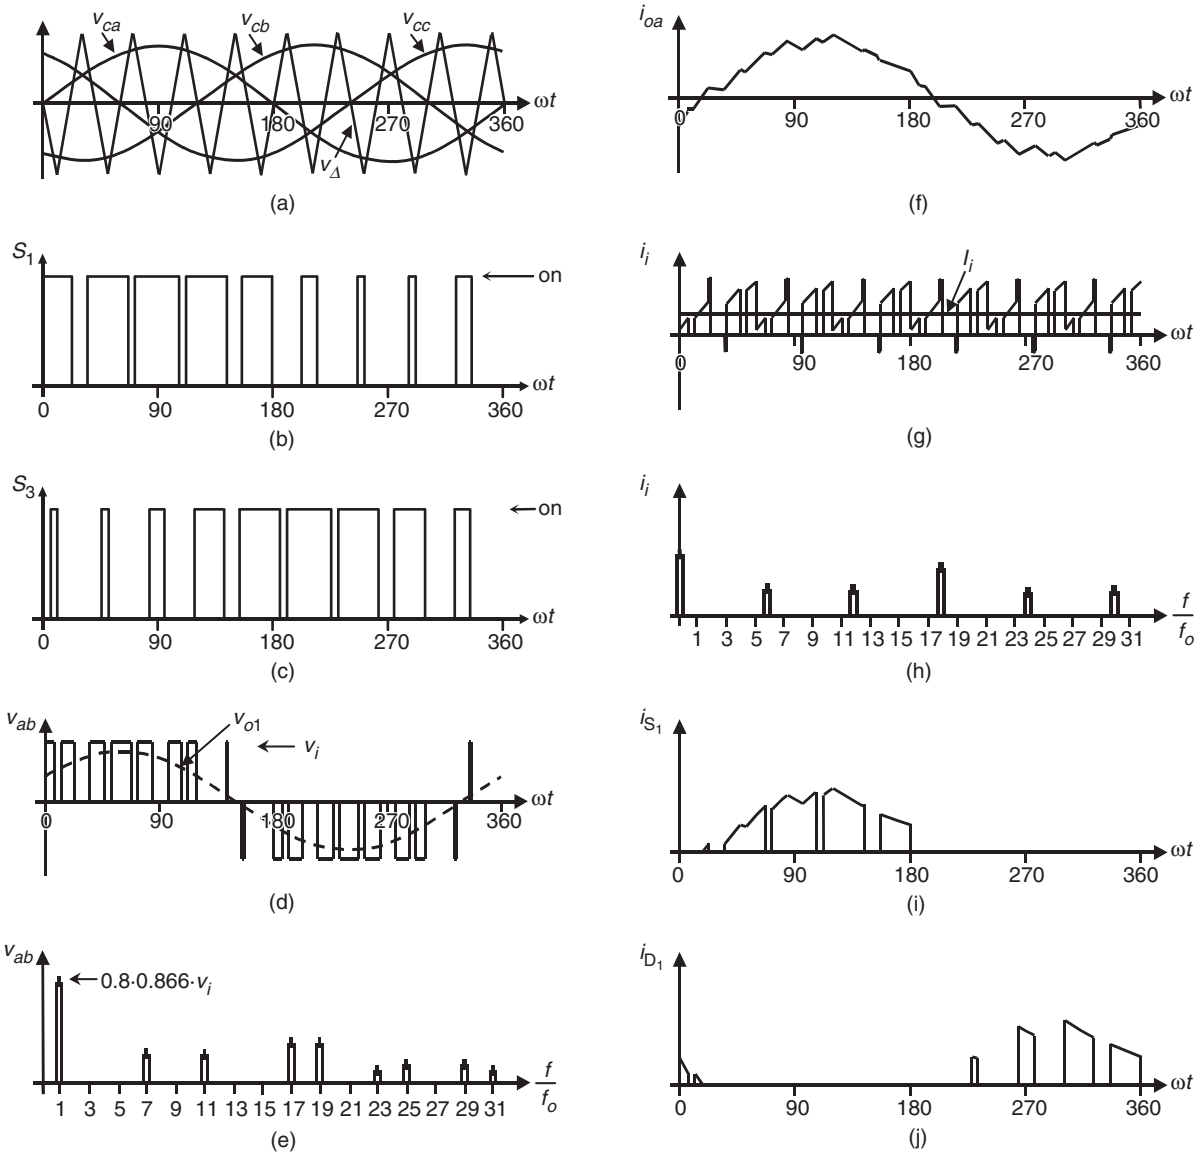 v_ca v_cb v_cc
ωt
90 180 270 360
v_Δ
(a)
S_1
on
ωt
0 90 180 270 360
(b)
S_3
on
ωt
0 90 180 270 360
(c)
v_ab
v_o1
v_i
ωt
0 90 180 270 360
(d)
v_ab
0.8·0.866·v_i
f/f_o
1 3 5 7 9 11 13 15 17 19 21 23 25 27 29 31
(e)
i_oa
ωt
0 90 180 270 360
(f)
i_i
I_i
ωt
0 90 180 270 360
(g)
i_i
f/f_o
1 3 5 7 9 11 13 15 17 19 21 23 25 27 29 31
(h)
i_S_1
ωt
0 90 180 270 360
(i)
i_D_1
ωt
0 90 180 270 360
(j)